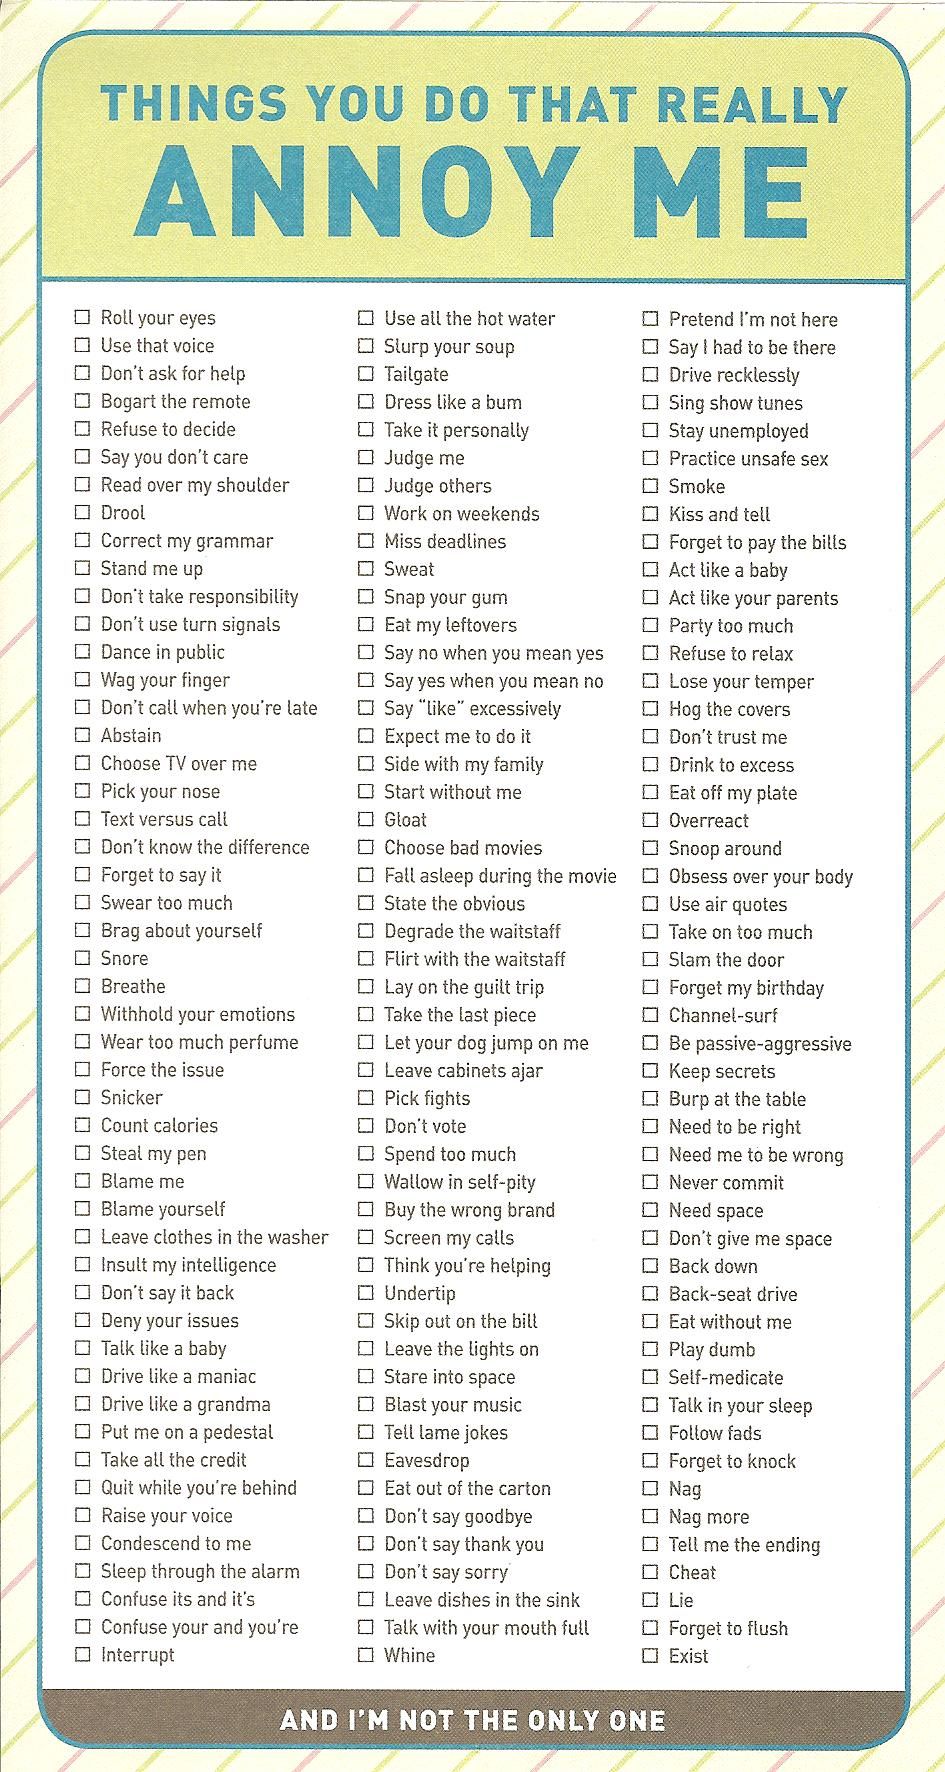 THINGS YOU DO THAT REALLY
ANNOY ME
Roll your eyes
Use that voice
Don't ask for help
Bogart the remote
Refuse to decide
Say you don't care
Read over my shoulder
Drool
Correct my grammar
Stand me up
Don't take responsibility
Don't use turn signals
Dance in public
Wag your finger
Don't call when you're late
Abstain
Choose TV over me
Pick your nose
Text versus call
Don't know the difference
Forget to say it
Swear too much
Brag about yourself
Snore
Breathe
Withhold your emotions
Wear too much perfume
Force the issue
Snicker
Count calories
Steal my pen
Blame me
Blame yourself
Leave clothes in the washer
Insult my intelligence
Don't say it back
Deny your issues
Talk like a baby
Drive like a maniac
Drive like a grandma
Put me on a pedestal
Take all the credit
Quit while you're behind
Raise your voice
Condescend to me
Sleep through the alarm
Confuse its and it's
Confuse your and you're
Interrupt
Use all the hot water
Slurp your soup
Tailgate
Dress like a bum
Take it personally
Judge me
Judge others
Work on weekends
Miss deadlines
Sweat
Snap your gum
Eat my leftovers
Say no when you mean yes
Say yes when you mean no
Say "like" excessively
Expect me to do it
Side with my family
Start without me
Gloat
Choose bad movies
Fall asleep during the movie
State the obvious
Degrade the waitstaff
Flirt with the waitstaff
Lay on the guilt trip
Take the last piece
Let your dog jump on me
Leave cabinets ajar
Pick fights
Don't vote
Spend too much
Wallow in self-pity
Buy the wrong brand
Screen my calls
Think you're helping
Undertip
Skip out on the bill
Leave the lights on
Stare into space
Blast your music
Tell lame jokes
Eavesdrop
Eat out of the carton
Don't say goodbye
Don't say thank you
Don't say sorry
Leave dishes in the sink
Talk with your mouth full
Whine
Pretend I'm not here
Say I had to be there
Drive recklessly
Sing show tunes
Stay unemployed
Practice unsafe sex
Smoke
Kiss and tell
Forget to pay the bills
Act like a baby
Act like your parents
Party too much
Refuse to relax
Lose your temper
Hog the covers
Don't trust me
Drink to excess
Eat off my plate
Overreact
Snoop around
Obsess over your body
Use air quotes
Take on too much
Slam the door
Forget my birthday
Channel-surf
Be passive-aggressive
Keep secrets
Burp at the table
Need to be right
Need me to be wrong
Never commit
Need space
Don't give me space
Back down
Back-seat drive
Eat without me
Play dumb
Self-medicate
Talk in your sleep
Follow fads
Forget to knock
Nag
Nag more
Tell me the ending
Cheat
Lie
Forget to flush
Exist
AND I'M NOT THE ONLY ONE